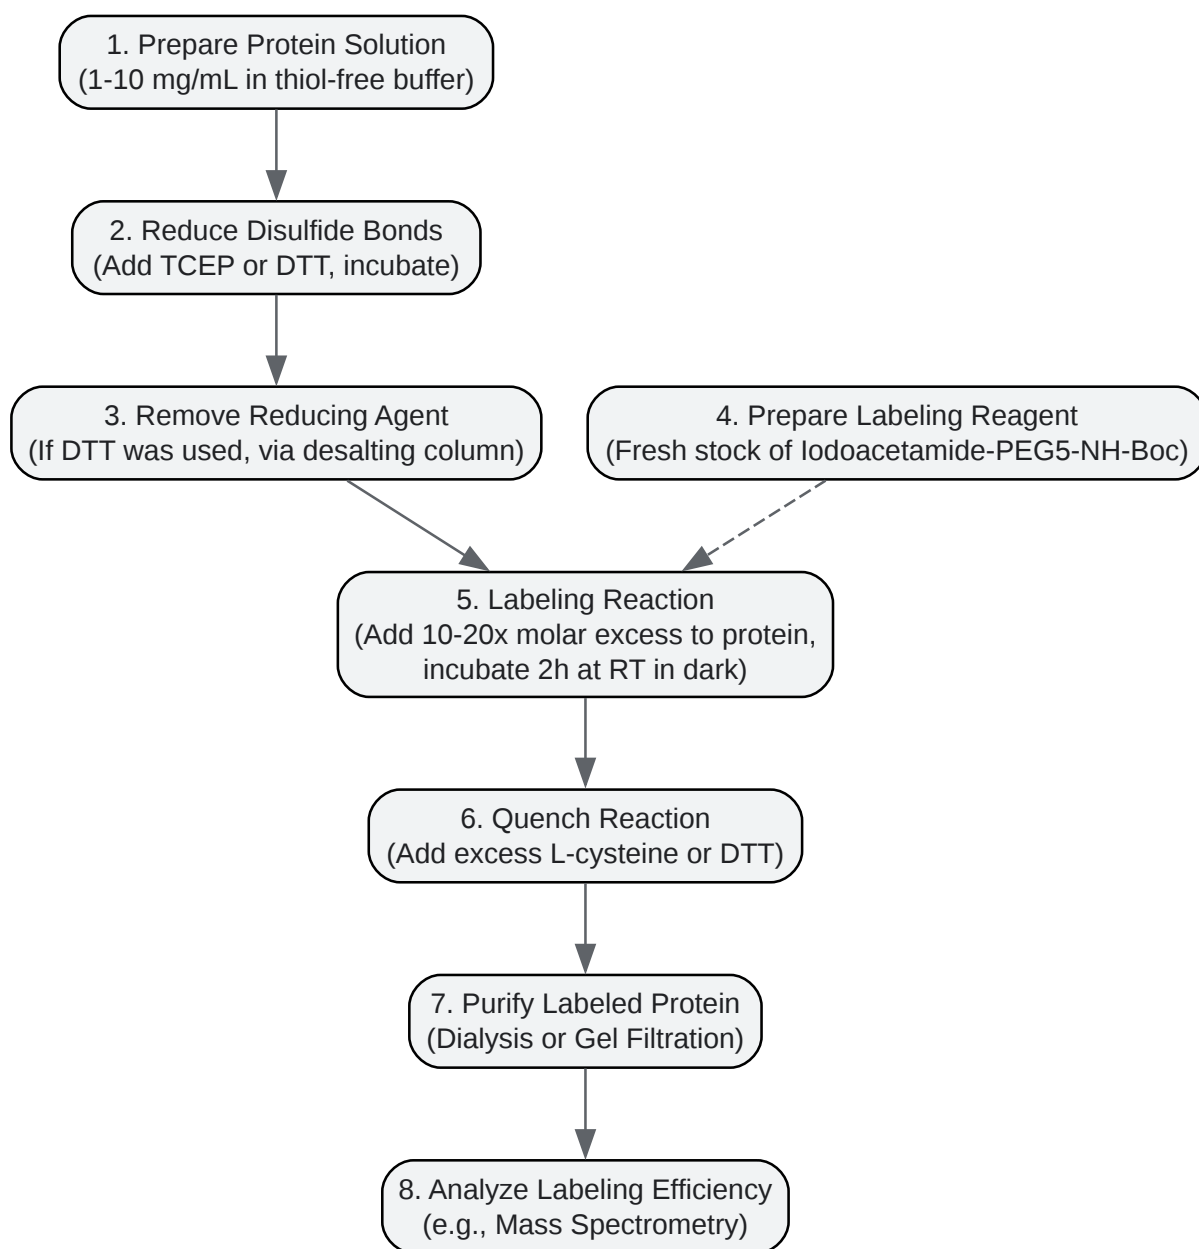 1. Prepare Protein Solution
(1-10 mg/mL in thiol-free buffer)
2. Reduce Disulfide Bonds
(Add TCEP or DTT, incubate)
3. Remove Reducing Agent
(If DTT was used, via desalting column)
4. Prepare Labeling Reagent
(Fresh stock of Iodoacetamide-PEG5-NH-Boc)
5. Labeling Reaction
(Add 10-20x molar excess to protein,
incubate 2h at RT in dark)
6. Quench Reaction
(Add excess L-cysteine or DTT)
7. Purify Labeled Protein
(Dialysis or Gel Filtration)
8. Analyze Labeling Efficiency
(e.g., Mass Spectrometry)